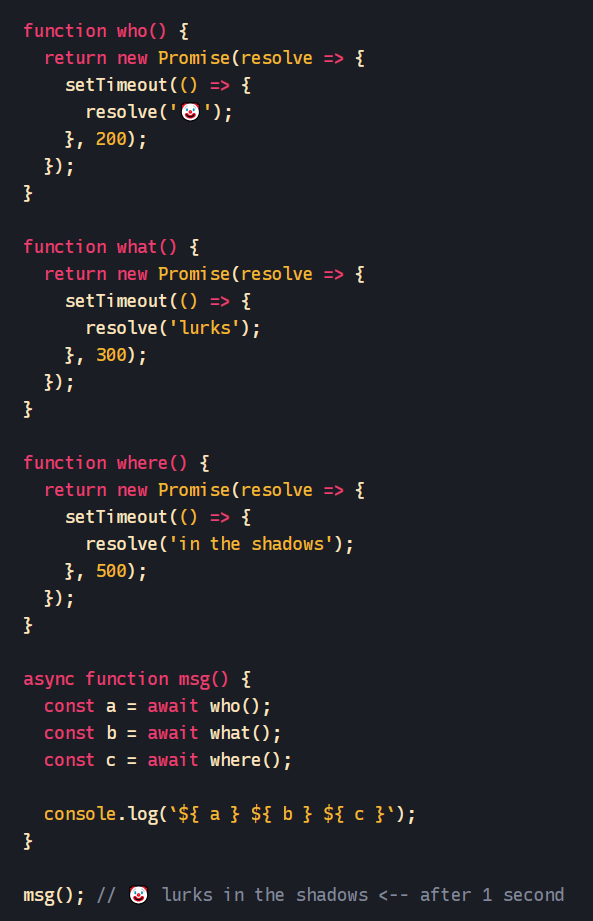 function who() {
  return new Promise(resolve => {
    setTimeout(() => {
      resolve('🤡');
    }, 200);
  });
}

function what() {
  return new Promise(resolve => {
    setTimeout(() => {
      resolve('lurks');
    }, 300);
  });
}

function where() {
  return new Promise(resolve => {
    setTimeout(() => {
      resolve('in the shadows');
    }, 500);
  });
}

async function msg() {
  const a = await who();
  const b = await what();
  const c = await where();

  console.log(`${ a } ${ b } ${ c }`);
}

msg(); // 🤡 lurks in the shadows <-- after 1 second